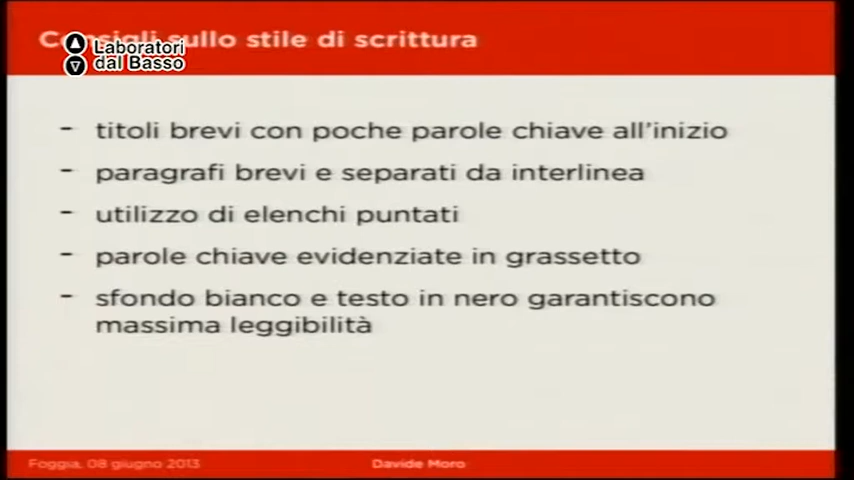 Consigli sullo stile di scrittura
Laboratori
dal Basso
- titoli brevi con poche parole chiave all'inizio
- paragrafi brevi e separati da interlinea
- utilizzo di elenchi puntati
- parole chiave evidenziate in grassetto
- sfondo bianco e testo in nero garantiscono
massima leggibilità
Foggia, 08 giugno 2013
Davide Moro